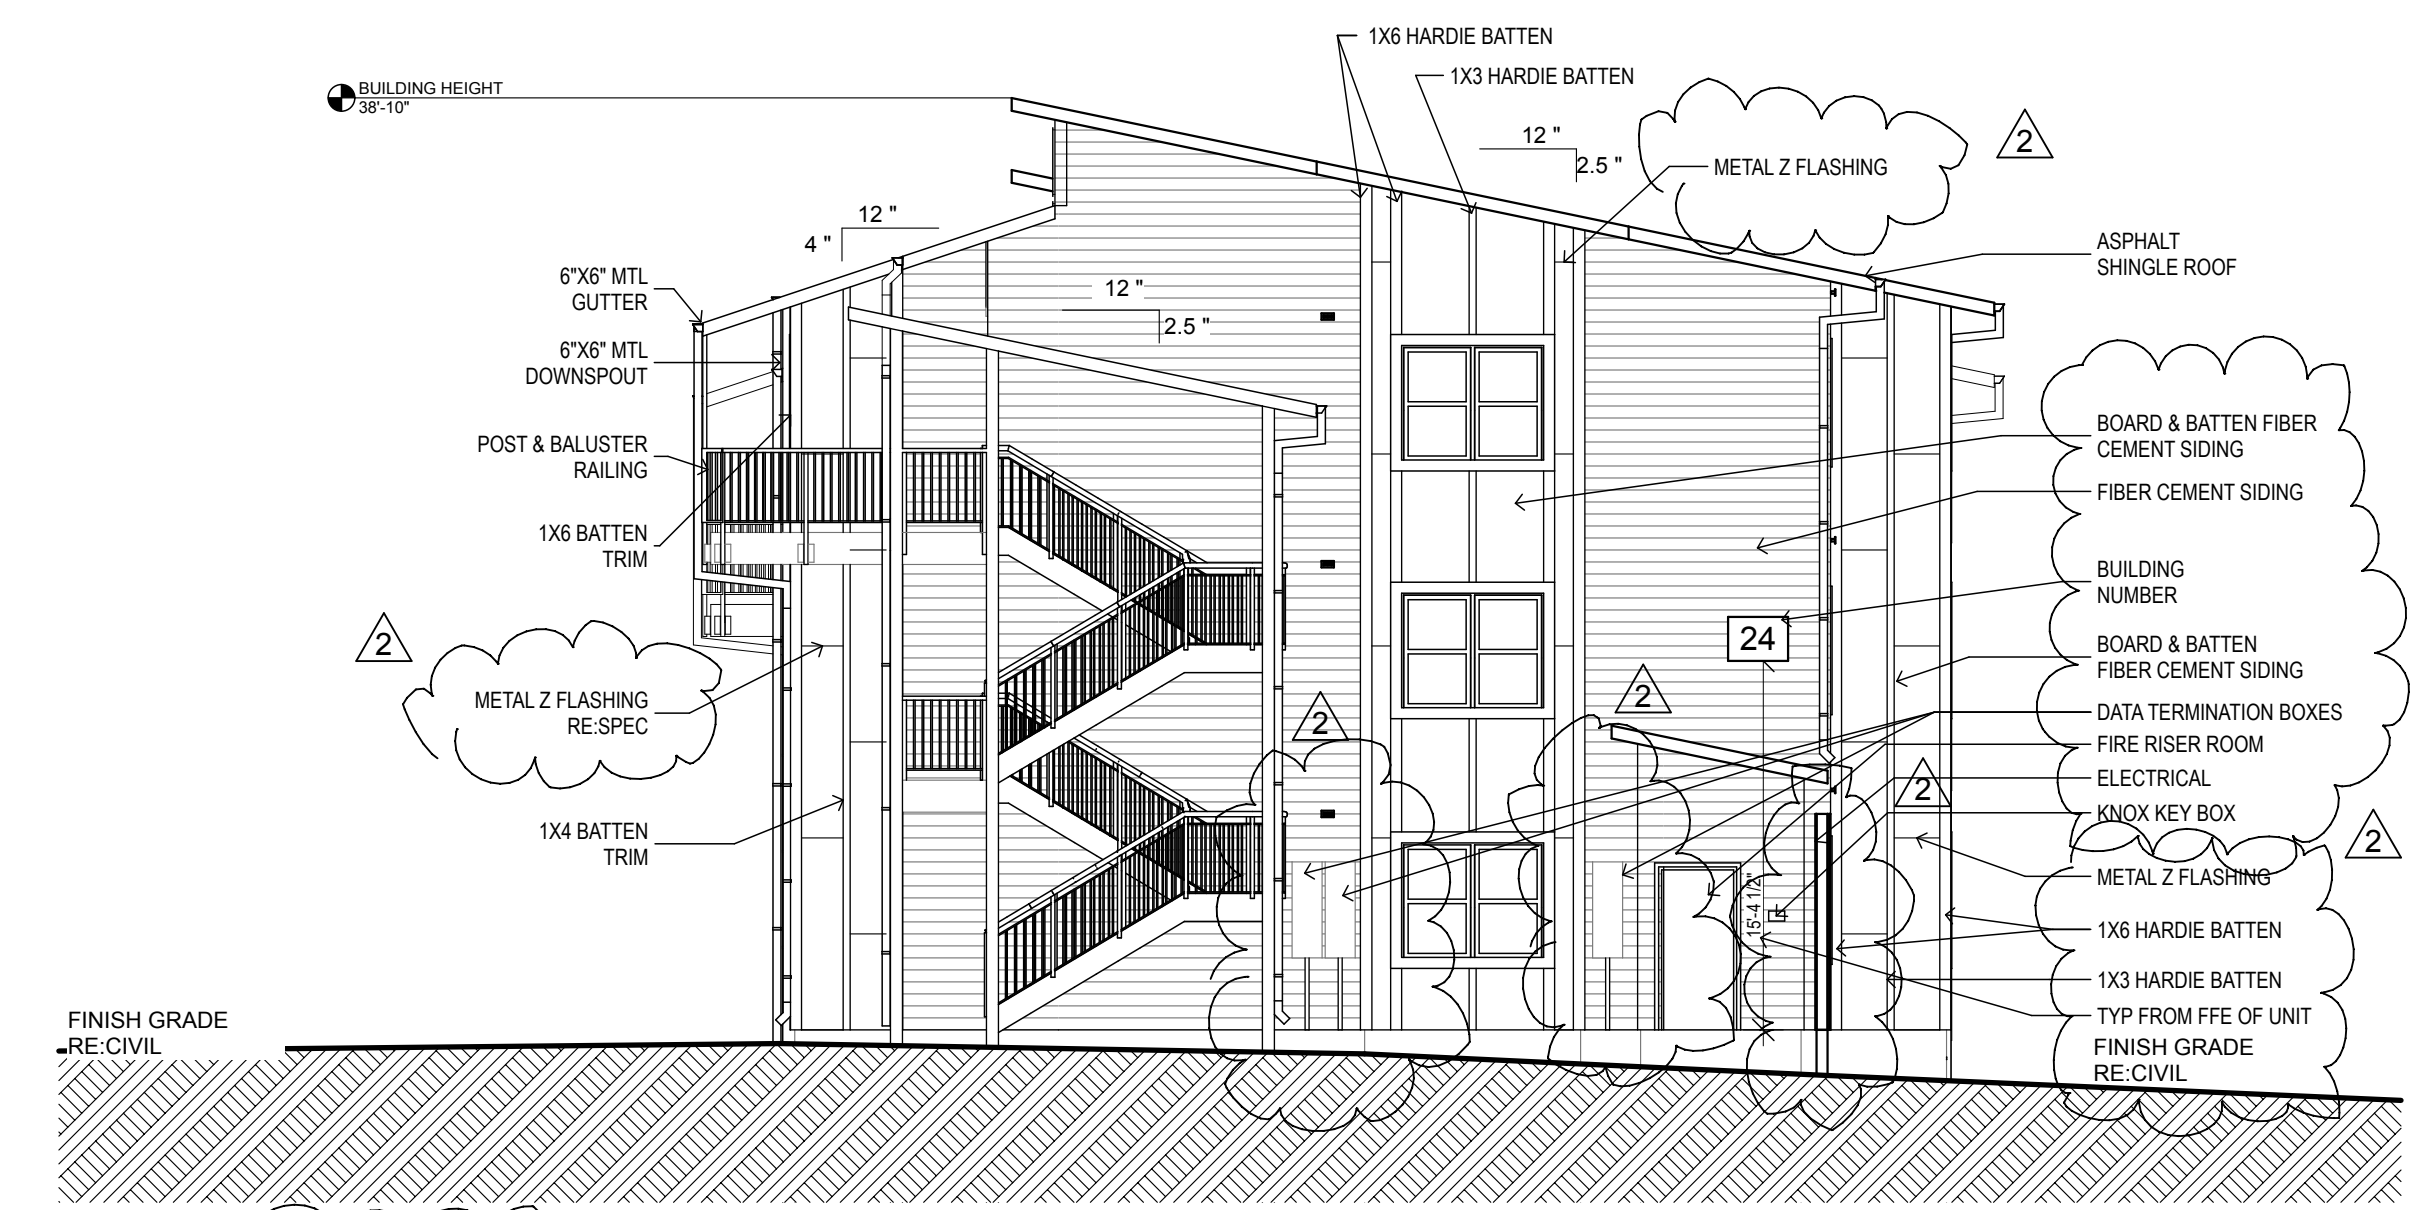 1X6 HARDIE BATTEN
1X3 HARDIE BATTEN
BUILDING HEIGHT
38'-10"
12 "
2.5 "
METAL Z FLASHING
2
12 "
4 "
ASPHALT
SHINGLE ROOF
6"X6" MTL
GUTTER
12 "
2.5 "
6"X6" MTL
DOWNSPOUT
POST & BALUSTER
RAILING
1X6 BATTEN
TRIM
BOARD & BATTEN FIBER
CEMENT SIDING
FIBER CEMENT SIDING
BUILDING
NUMBER
24
2
METAL Z FLASHING
RE:SPEC
BOARD & BATTEN
FIBER CEMENT SIDING
2
2
DATA TERMINATION BOXES
FIRE RISER ROOM
ELECTRICAL
2
KNOX KEY BOX
2
1X4 BATTEN
TRIM
METAL Z FLASHING
15'-4 1/2"
1X6 HARDIE BATTEN
1X3 HARDIE BATTEN
TYP FROM FFE OF UNIT
FINISH GRADE
RE:CIVIL
FINISH GRADE
RE:CIVIL